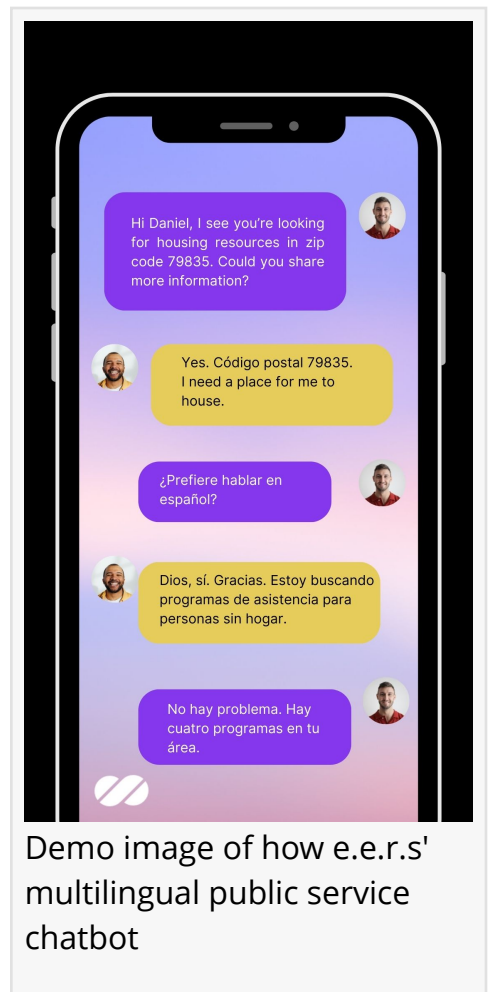 Hi Daniel, I see you're looking
for housing resources in zip
code 79835. Could you share
more information?
Yes. Código postal 79835.
I need a place for me to
house.
¿Prefiere hablar en
español?
Dios, sí. Gracias. Estoy buscando
programas de asistencia para
personas sin hogar.
No hay problema. Hay
cuatro programas en tu
área.
Demo image of how e.e.r.s'
multilingual public service
chatbot